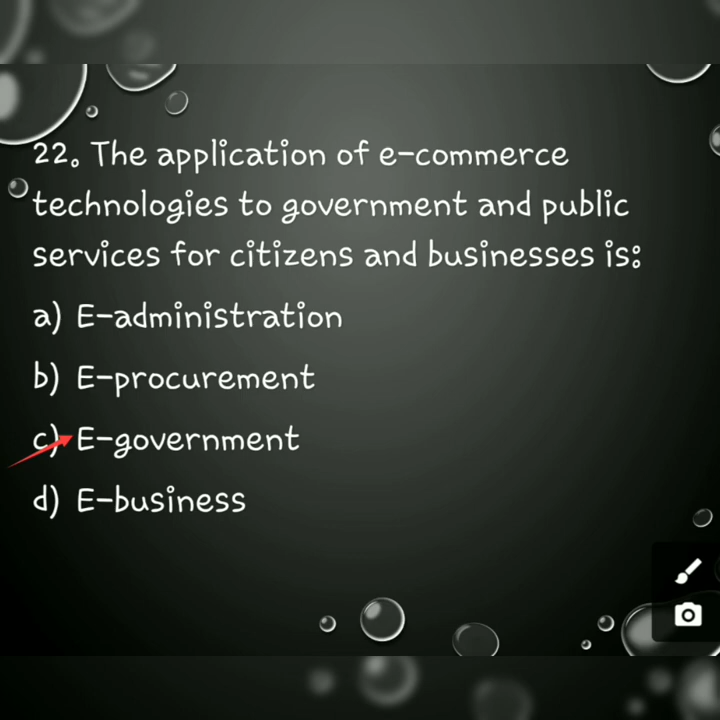 22. The application of e-commerce
technologies to government and public
services for citizens and businesses is:
a) E-administration
b) E-procurement
c) E-government
d) E-business